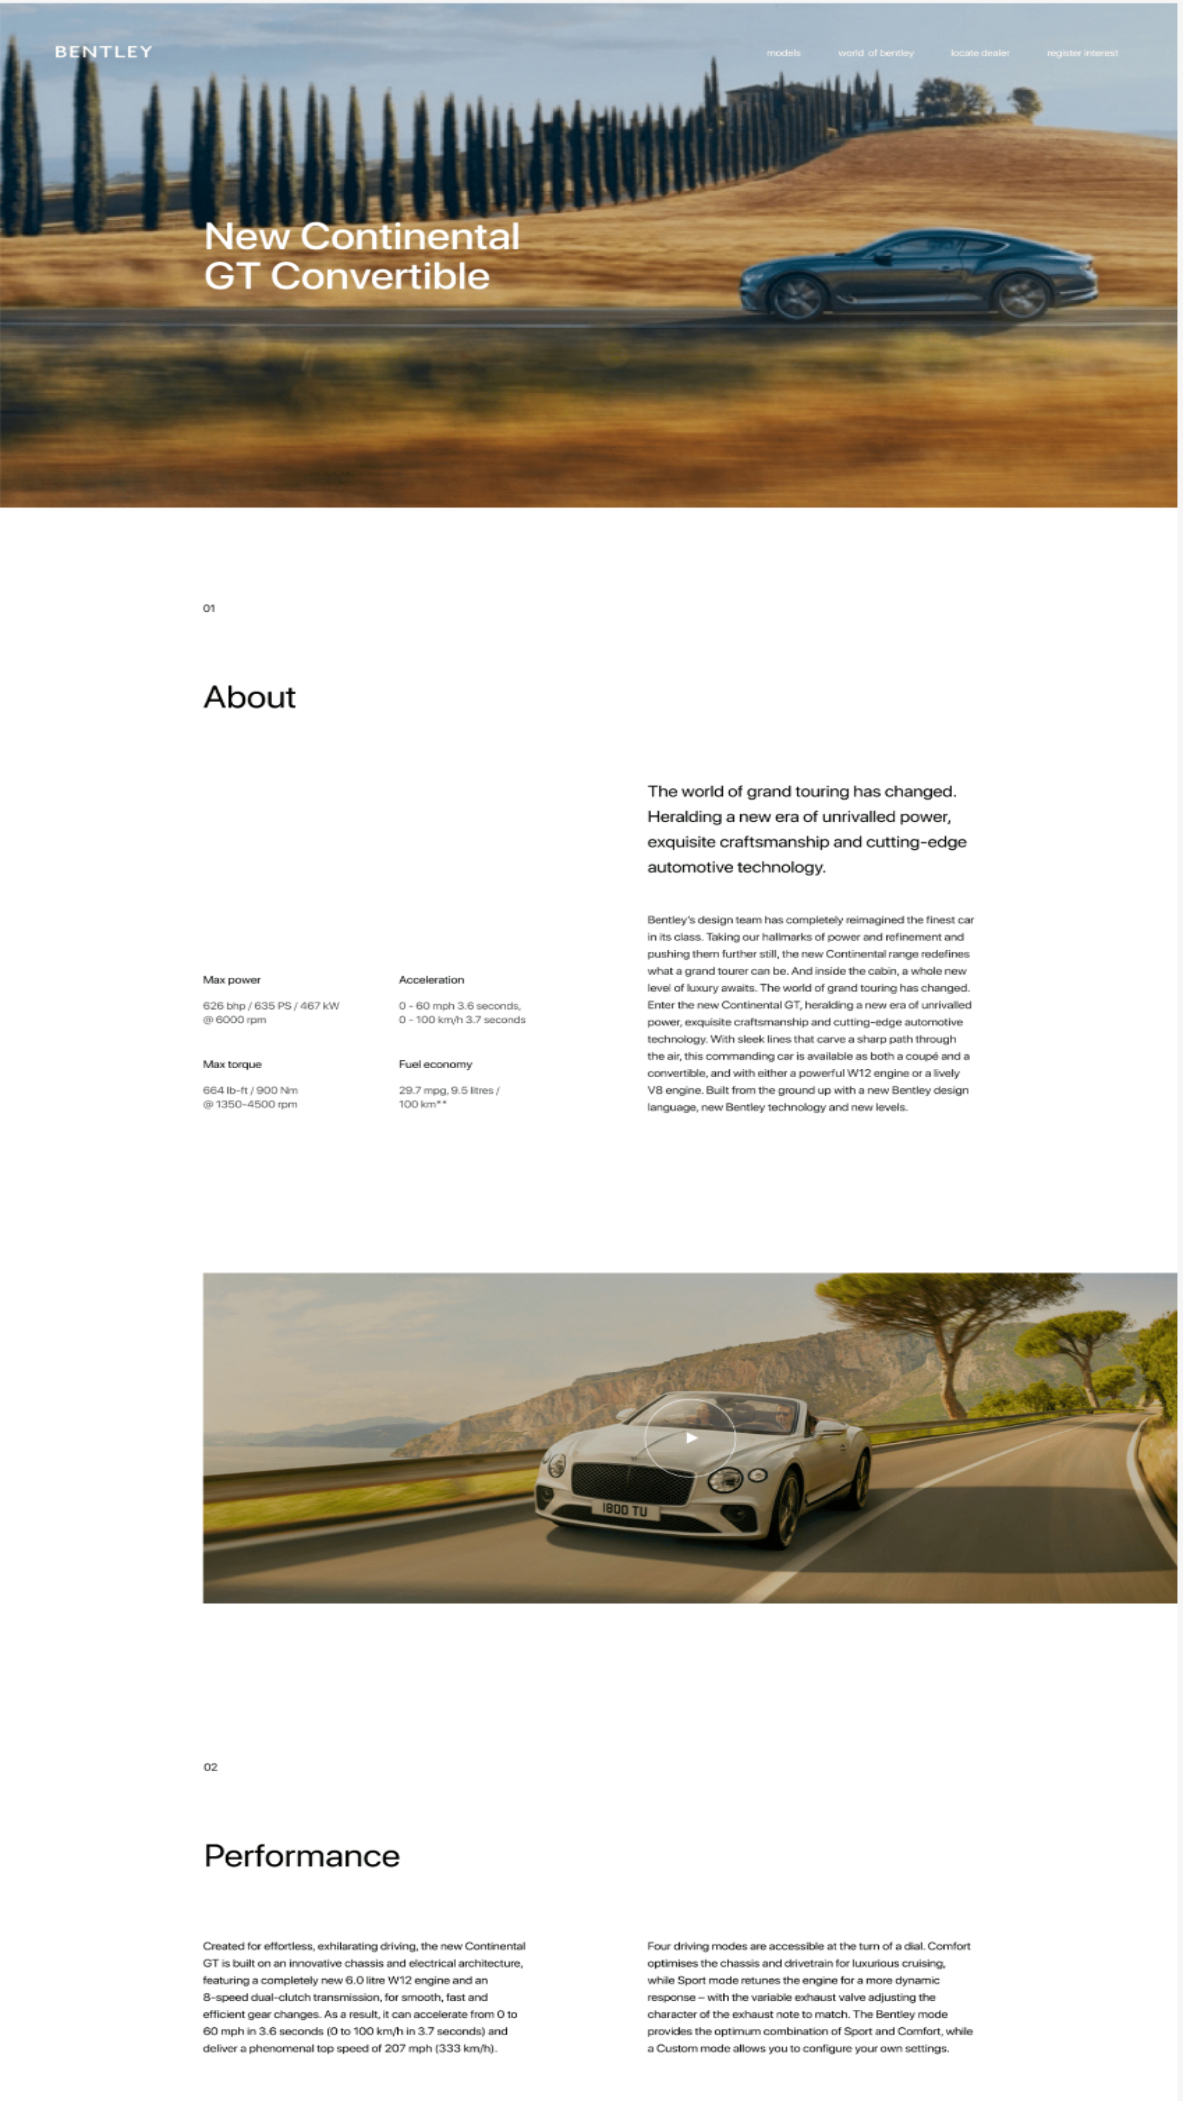 BENTLEY
models world of bentley locate dealer register interest
New Continental
GT Convertible
01
About
The world of grand touring has changed.
Heralding a new era of unrivalled power,
exquisite craftsmanship and cutting-edge
automotive technology.
Bentley's design team has completely reimagined the finest car
in its class. Taking our hallmarks of power and refinement and
pushing them further still, the new Continental range redefines
what a grand tourer can be. And inside the cabin, a whole new
level of luxury awaits. The world of grand touring has changed.
Enter the new Continental GT, heralding a new era of unrivalled
power, exquisite craftsmanship and cutting-edge automotive
technology. With sleek lines that carve a sharp path through
the air, this commanding car is available as both a coupé and a
convertible, and with either a powerful W12 engine or a lively
V8 engine. Built from the ground up with a new Bentley design
language, new Bentley technology and new levels.
Max power
626 bhp / 635 PS / 467 kW
@ 6000 rpm
Acceleration
0 - 60 mph 3.6 seconds,
0 - 100 km/h 3.7 seconds
Max torque
664 lb-ft / 900 Nm
@ 1350-4500 rpm
Fuel economy
29.7 mpg, 9.5 litres /
100 km**
1800 TU
02
Performance
Created for effortless, exhilarating driving, the new Continental
GT is built on an innovative chassis and electrical architecture,
featuring a completely new 6.0 litre W12 engine and an
8-speed dual-clutch transmission, for smooth, fast and
efficient gear changes. As a result, it can accelerate from 0 to
60 mph in 3.6 seconds (0 to 100 km/h in 3.7 seconds) and
deliver a phenomenal top speed of 207 mph (333 km/h).
Four driving modes are accessible at the turn of a dial. Comfort
optimises the chassis and drivetrain for luxurious cruising,
while Sport mode retunes the engine for a more dynamic
response – with the variable exhaust valve adjusting the
character of the exhaust note to match. The Bentley mode
provides the optimum combination of Sport and Comfort, while
a Custom mode allows you to configure your own settings.